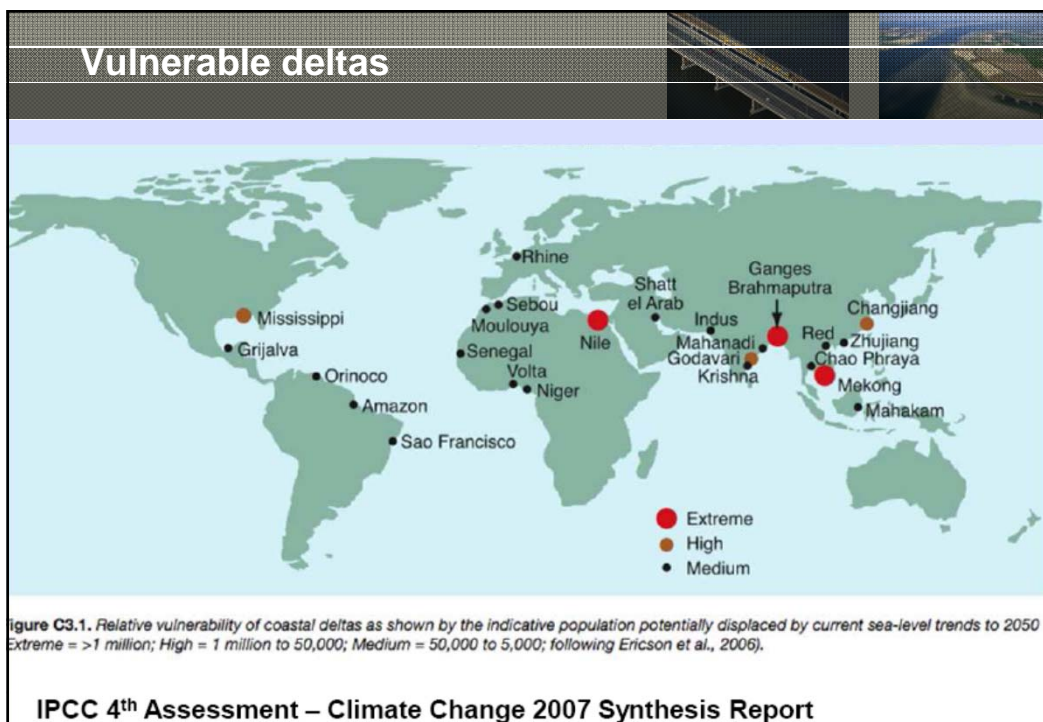 Vulnerable deltas
Rhine
Ganges
Brahmaputra
Shatt
el Arab
Changjiang
Sebou
Moulouya
Mississippi
Nile
Indus
Mahanadi
Red
Zhujiang
Grijalva
Senegal
Godavari
Chao Phraya
Volta
Krishna
Orinoco
Niger
Mekong
Amazon
Mahakam
Sao Francisco
Extreme
High
Medium
igure C3.1. Relative vulnerability of coastal deltas as shown by the indicative population potentially displaced by current sea-level trends to 2050
Extreme = >1 million; High = 1 million to 50,000; Medium = 50,000 to 5,000; following Ericson et al., 2006).
IPCC 4th Assessment – Climate Change 2007 Synthesis Report